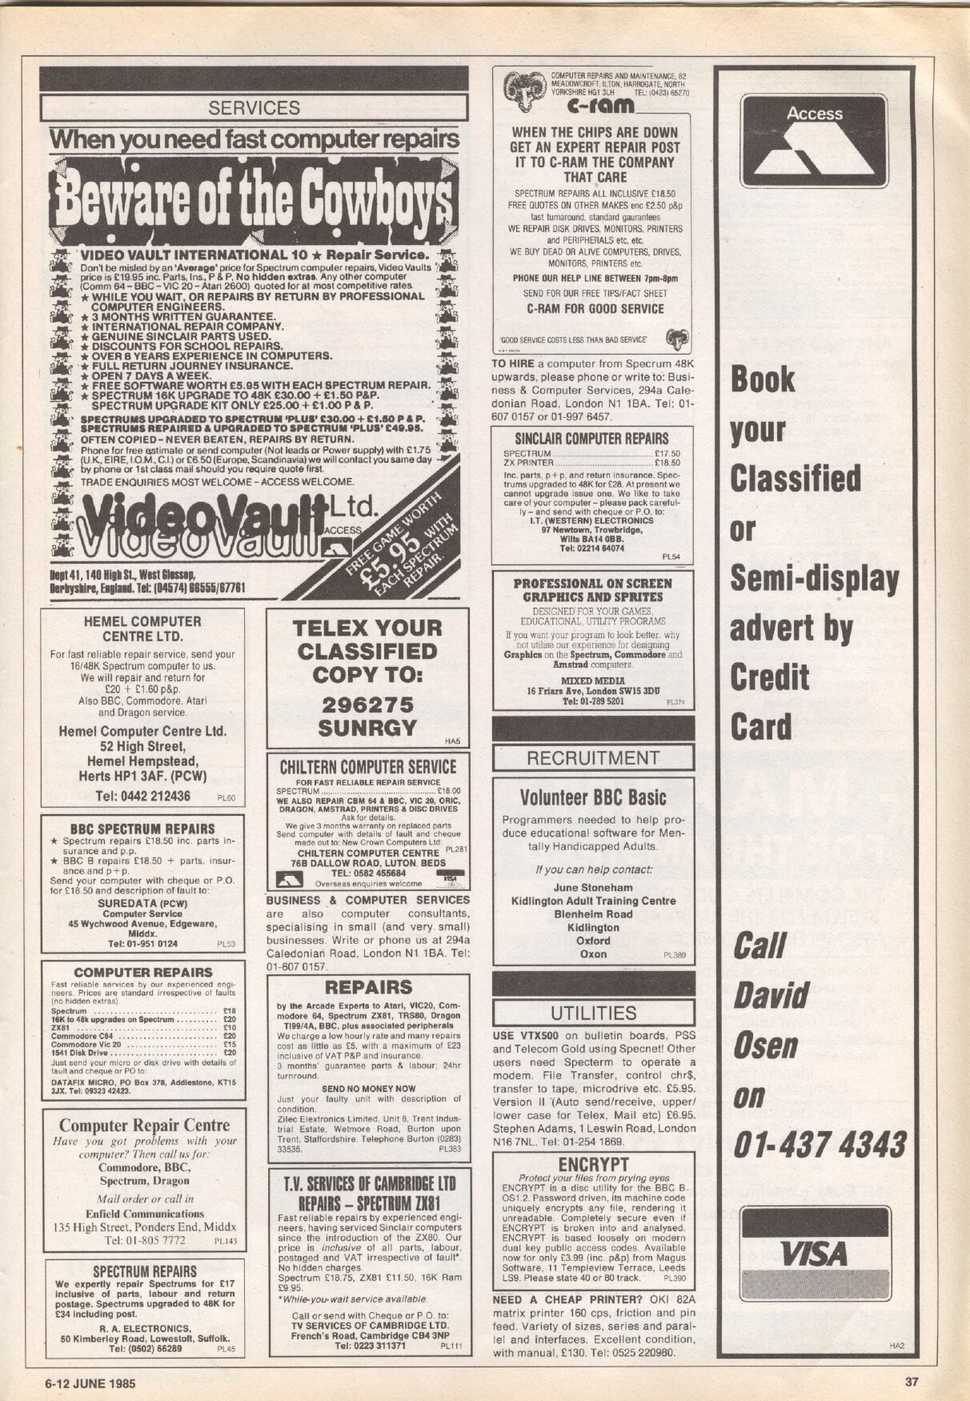 SERVICES
When you need fast computer repairs
Beware of the Cowboys
VIDEO VAULT INTERNATIONAL 10 ★ Repair Service.
Don't be misled by an 'Average' price for Spectrum computer repairs, Video Vaults
price is £19.95 inc. Parts, Ins, P & P, No hidden extras. Any other computer
(Comm 64 – BBC – VIC 20 – Atari 2600) quoted for at most competitive rates.
★ WHILE YOU WAIT, OR REPAIRS BY RETURN BY PROFESSIONAL
COMPUTER ENGINEERS.
★ 3 MONTHS WRITTEN GUARANTEE.
★ INTERNATIONAL REPAIR COMPANY.
★ GENUINE SINCLAIR PARTS USED.
★ DISCOUNTS FOR SCHOOL REPAIRS.
★ OVER 8 YEARS EXPERIENCE IN COMPUTERS.
★ FULL RETURN JOURNEY INSURANCE.
★ OPEN 7 DAYS A WEEK.
★ FREE SOFTWARE WORTH £5.95 WITH EACH SPECTRUM REPAIR.
★ SPECTRUM 16K UPGRADE TO 48K £30.00 + £1.50 P&P.
SPECTRUM UPGRADE KIT ONLY £25.00 + £1.00 P & P.
SPECTRUMS UPGRADED TO SPECTRUM 'PLUS' £30.00 + £1.50 P & P.
SPECTRUMS REPAIRED & UPGRADED TO SPECTRUM 'PLUS' £49.95.
OFTEN COPIED – NEVER BEATEN, REPAIRS BY RETURN.
Phone for free estimate or send computer (Not leads or Power supply) with £1.75
(U.K., EIRE, I.O.M., C.I.) or £6.50 (Europe, Scandinavia) we will contact you same day
by phone or 1st class mail should you require quote first.
TRADE ENQUIRIES MOST WELCOME – ACCESS WELCOME.
VideoVault Ltd.
VideoVault
ACCESS
FREE GAME WORTH
£5.95 WITH
EACH SPECTRUM
REPAIR
Dept 41, 140 High St., West Glossop,
Derbyshire, England. Tel: (04574) 66555/67761
HEMEL COMPUTER
CENTRE LTD.
For fast reliable repair service, send your
16/48K Spectrum computer to us.
We will repair and return for
£20 + £1.60 p&p.
Also BBC, Commodore, Atari
and Dragon service.
Hemel Computer Centre Ltd.
52 High Street,
Hemel Hempstead,
Herts HP1 3AF. (PCW)
Tel: 0442 212436 PL60
BBC SPECTRUM REPAIRS
★ Spectrum repairs £18.50 inc. parts in-
surance and p.p.
★ BBC B repairs £18.50 + parts, insur-
ance and p+p.
Send your computer with cheque or P.O.
for £18.50 and description of fault to:
SUREDATA (PCW)
Computer Service
45 Wychwood Avenue, Edgeware,
Middx.
Tel: 01-951 0124 PL53
COMPUTER REPAIRS
Fast reliable services by our experienced engi-
neers. Prices are standard irrespective of faults
(no hidden extras).
Spectrum .......... £18
16K to 48k upgrades on Spectrum .......... £20
ZX81 .......... £10
Commodore C64 .......... £20
Commodore Vic 20 .......... £15
1541 Disk Drive .......... £20
Just send your micro or disk drive with details of
fault and cheque or PO to:
DATAFIX MICRO, PO Box 378, Addlestone, KT15
2JX. Tel: 09323 42423.
Computer Repair Centre
Have you got problems with your
computer? Then call us for:
Commodore, BBC,
Spectrum, Dragon
Mail order or call in
Enfield Communications
135 High Street, Ponders End, Middx
Tel: 01-805 7772 PL143
SPECTRUM REPAIRS
We expertly repair Spectrums for £17
inclusive of parts, labour and return
postage. Spectrums upgraded to 48K for
£34 including post.
R. A. ELECTRONICS,
50 Kimberley Road, Lowestoft, Suffolk.
Tel: (0502) 66289 PL45
TELEX YOUR
CLASSIFIED
COPY TO:
296275
SUNRGY
HA5
CHILTERN COMPUTER SERVICE
FOR FAST RELIABLE REPAIR SERVICE
SPECTRUM .......... £18.00
WE ALSO REPAIR CBM 64 & BBC, VIC 20, ORIC,
DRAGON, AMSTRAD, PRINTERS & DISC DRIVES
Ask for details.
We give 3 months warranty on replaced parts
Send computer with details of fault and cheque
made out to: New Crown Computers Ltd.
CHILTERN COMPUTER CENTRE PL281
76B DALLOW ROAD, LUTON, BEDS
TEL: 0582 455684
Overseas enquiries welcome
VISA
BUSINESS & COMPUTER SERVICES
are also computer consultants,
specialising in small (and very small)
businesses. Write or phone us at 294a
Caledonian Road, London N1 1BA. Tel:
01-607 0157.
REPAIRS
by the Arcade Experts to Atari, VIC20, Com-
modore 64, Spectrum ZX81, TRS80, Dragon
TI99/4A, BBC, plus associated peripherals
We charge a low hourly rate and many repairs
cost as little as £5, with a maximum of £23
inclusive of VAT P&P and insurance.
3 months' guarantee parts & labour; 24hr
turnround.
SEND NO MONEY NOW
Just your faulty unit with description of
condition.
Zilec Electronics Limited, Unit 8, Trent Indus-
trial Estate, Wetmore Road, Burton upon
Trent, Staffordshire. Telephone Burton (0283)
33535. PL383
T.V. SERVICES OF CAMBRIDGE LTD
REPAIRS – SPECTRUM ZX81
Fast reliable repairs by experienced engi-
neers, having serviced Sinclair computers
since the introduction of the ZX80. Our
price is inclusive of all parts, labour,
postaged and VAT irrespective of fault*.
No hidden charges.
Spectrum £18.75, ZX81 £11.50, 16K Ram
£9.95.
*While-you-wait service available.
Call or send with Cheque or P.O. to:
TV SERVICES OF CAMBRIDGE LTD.
French's Road, Cambridge CB4 3NP
Tel: 0223 311371 PL111
COMPUTER REPAIRS AND MAINTENANCE, 62
MEADOWCROFT, ILTON, HARROGATE, NORTH
YORKSHIRE HG1 3LH TEL: (0423) 65270
c-ram
WHEN THE CHIPS ARE DOWN
GET AN EXPERT REPAIR POST
IT TO C-RAM THE COMPANY
THAT CARE
SPECTRUM REPAIRS ALL INCLUSIVE £18.50
FREE QUOTES ON OTHER MAKES enc £2.50 p&p
fast turnaround, standard gaurantees
WE REPAIR DISK DRIVES, MONITORS, PRINTERS
and PERIPHERALS etc, etc.
WE BUY DEAD OR ALIVE COMPUTERS, DRIVES,
MONITORS, PRINTERS etc.
PHONE OUR HELP LINE BETWEEN 7pm-8pm
SEND FOR OUR FREE TIPS/FACT SHEET
C-RAM FOR GOOD SERVICE
'GOOD SERVICE COSTS LESS THAN BAD SERVICE'
TO HIRE a computer from Specrum 48K
upwards, please phone or write to: Busi-
ness & Computer Services, 294a Cale-
donian Road, London N1 1BA. Tel: 01-
607 0157 or 01-997 6457.
SINCLAIR COMPUTER REPAIRS
SPECTRUM .......... £17.50
ZX PRINTER .......... £18.50
Inc. parts, p+p, and return insurance. Spec-
trums upgraded to 48K for £28. At present we
cannot upgrade issue one. We like to take
care of your computer – please pack careful-
ly – and send with cheque or P.O. to:
I.T. (WESTERN) ELECTRONICS
97 Newtown, Trowbridge,
Wilts BA14 0BB.
Tel: 02214 64074
PL54
PROFESSIONAL ON SCREEN
GRAPHICS AND SPRITES
DESIGNED FOR YOUR GAMES,
EDUCATIONAL, UTILITY PROGRAMS
If you want your program to look better, why
not utilise our experience for designing
Graphics on the Spectrum, Commodore and
Amstrad computers.
MIXED MEDIA
16 Friars Ave, London SW15 3DU
Tel: 01-789 5201 PL374
RECRUITMENT
Volunteer BBC Basic
Programmers needed to help pro-
duce educational software for Men-
tally Handicapped Adults.
If you can help contact:
June Stoneham
Kidlington Adult Training Centre
Blenheim Road
Kidlington
Oxford
Oxon PL389
UTILITIES
USE VTX500 on bulletin boards, PSS
and Telecom Gold using Specnet! Other
users need Specterm to operate a
modem. File Transfer, control chr$,
transfer to tape, microdrive etc. £5.95.
Version II (Auto send/receive, upper/
lower case for Telex, Mail etc) £6.95.
Stephen Adams, 1 Leswin Road, London
N16 7NL. Tel: 01-254 1869.
ENCRYPT
Protect your files from prying eyes
ENCRYPT is a disc utility for the BBC B-
OS1.2. Password driven, its machine code
uniquely encrypts any file, rendering it
unreadable. Completely secure even if
ENCRYPT is broken into and analysed.
ENCRYPT is based loosely on modern
dual key public access codes. Available
now for only £3.99 (inc. p&p) from Magus
Software, 11 Templeview Terrace, Leeds
LS9. Please state 40 or 80 track. PL390
NEED A CHEAP PRINTER? OKI 82A
matrix printer 160 cps, friction and pin
feed. Variety of sizes, series and paral-
lel and interfaces. Excellent condition,
with manual, £130. Tel: 0525 220980.
Access
Book
your
Classified
or
Semi-display
advert by
Credit
Card
Call
David
Osen
on
01-437 4343
VISA
HA2
6-12 JUNE 1985
37